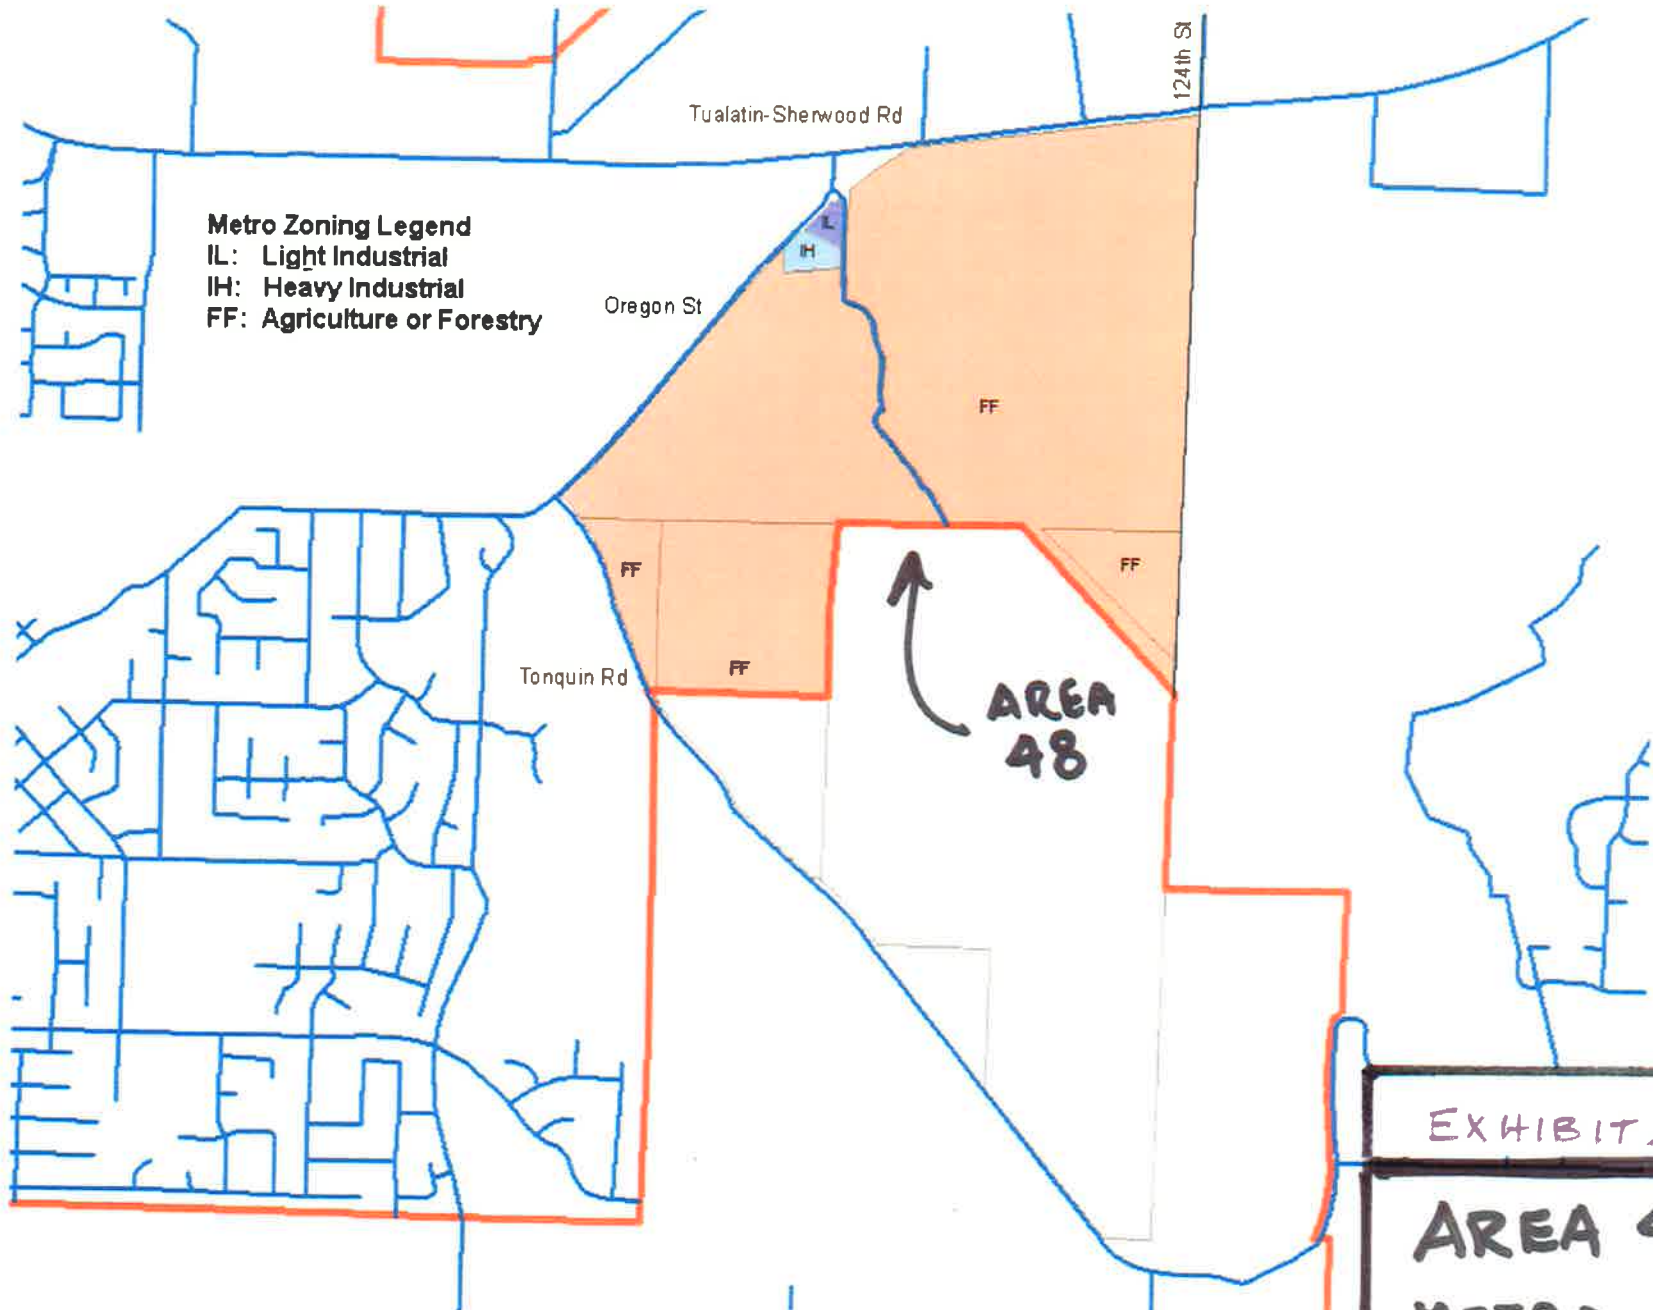 124th St
Tualatin-Sherwood Rd
Metro Zoning Legend
IL: Light Industrial
IH: Heavy Industrial
FF: Agriculture or Forestry
IL
IH
Oregon St
FF
FF
FF
FF
Tonquin Rd
AREA
48
EXHIBIT
AREA